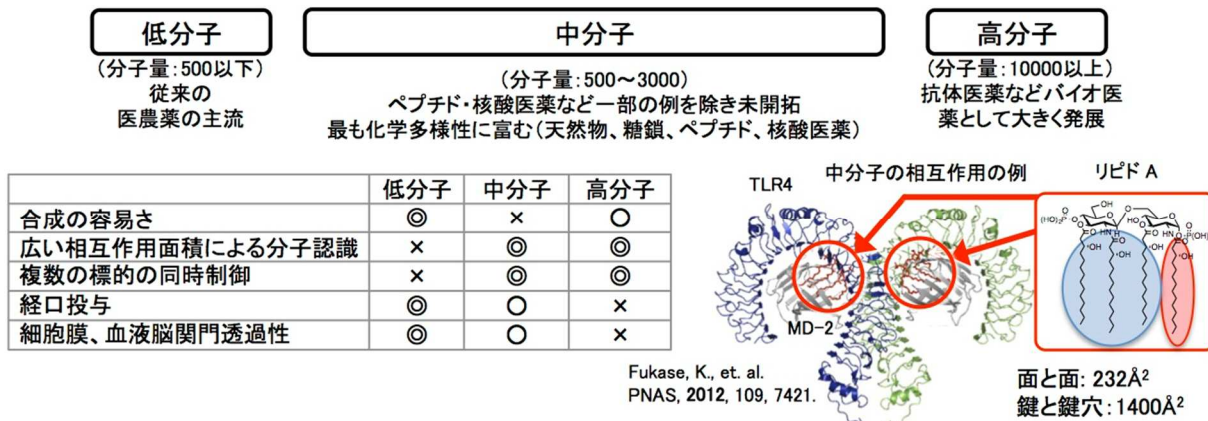 低分子
(分子量：500以下)
従来の
医農薬の主流
中分子
(分子量：500〜3000)
ペプチド・核酸医薬など一部の例を除き未開拓
最も化学多様性に富む(天然物、糖鎖、ペプチド、核酸医薬)
高分子
(分子量：10000以上)
抗体医薬などバイオ医
薬として大きく発展
低分子 中分子 高分子
合成の容易さ ◎ × ○
広い相互作用面積による分子認識 × ◎ ◎
複数の標的の同時制御 × ◎ ◎
経口投与 ◎ ○ ×
細胞膜、血液脳関門透過性 ◎ ○ ×
中分子の相互作用の例
TLR4
MD-2
リピド A
Fukase, K., et. al.
PNAS, 2012, 109, 7421.
面と面: 232Å²
鍵と鍵穴：1400Å²